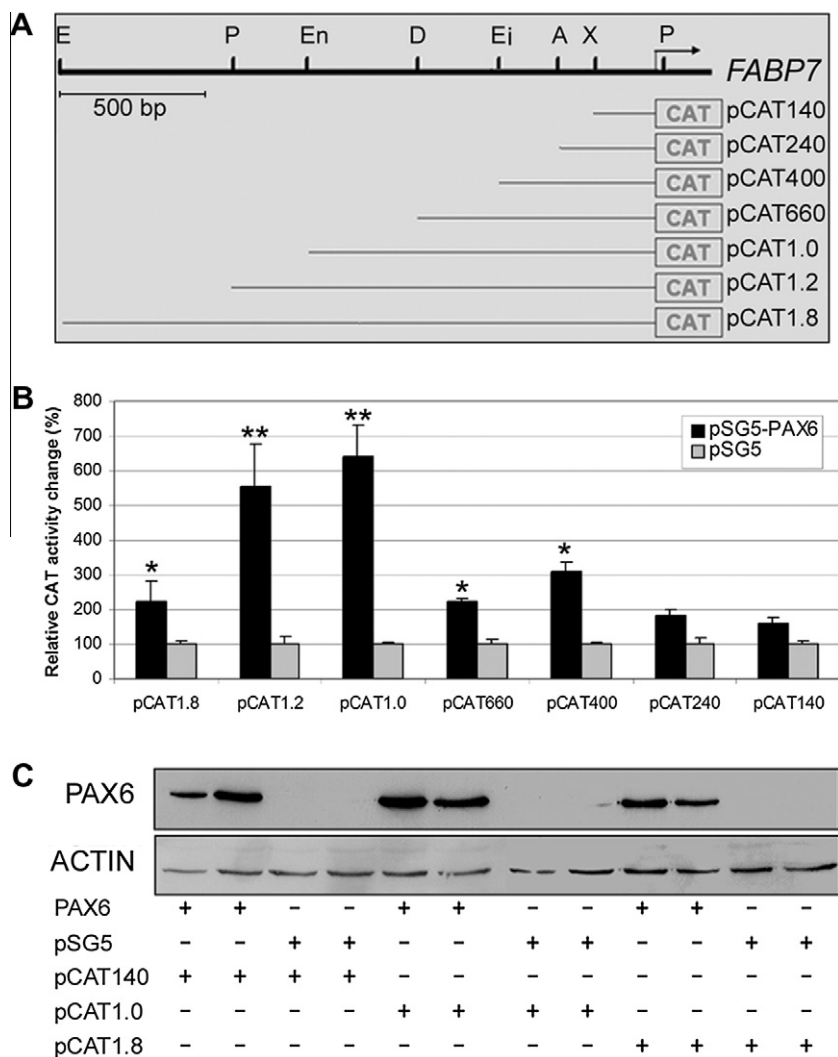 A
E P En D Ei A X P
FABP7
500 bp
CAT pCAT140
CAT pCAT240
CAT pCAT400
CAT pCAT660
CAT pCAT1.0
CAT pCAT1.2
CAT pCAT1.8
B
Relative CAT activity change (%)
800
700
600
500
400
300
200
100
0
* ** ** * *
pSG5-PAX6
pSG5
pCAT1.8 pCAT1.2 pCAT1.0 pCAT660 pCAT400 pCAT240 pCAT140
C
PAX6
ACTIN
PAX6 + + – – + + – – + + – –
pSG5 – – + + – – + + – – + +
pCAT140 + + + + – – – – – – – –
pCAT1.0 – – – – + + + + – – – –
pCAT1.8 – – – – – – – – + + + +